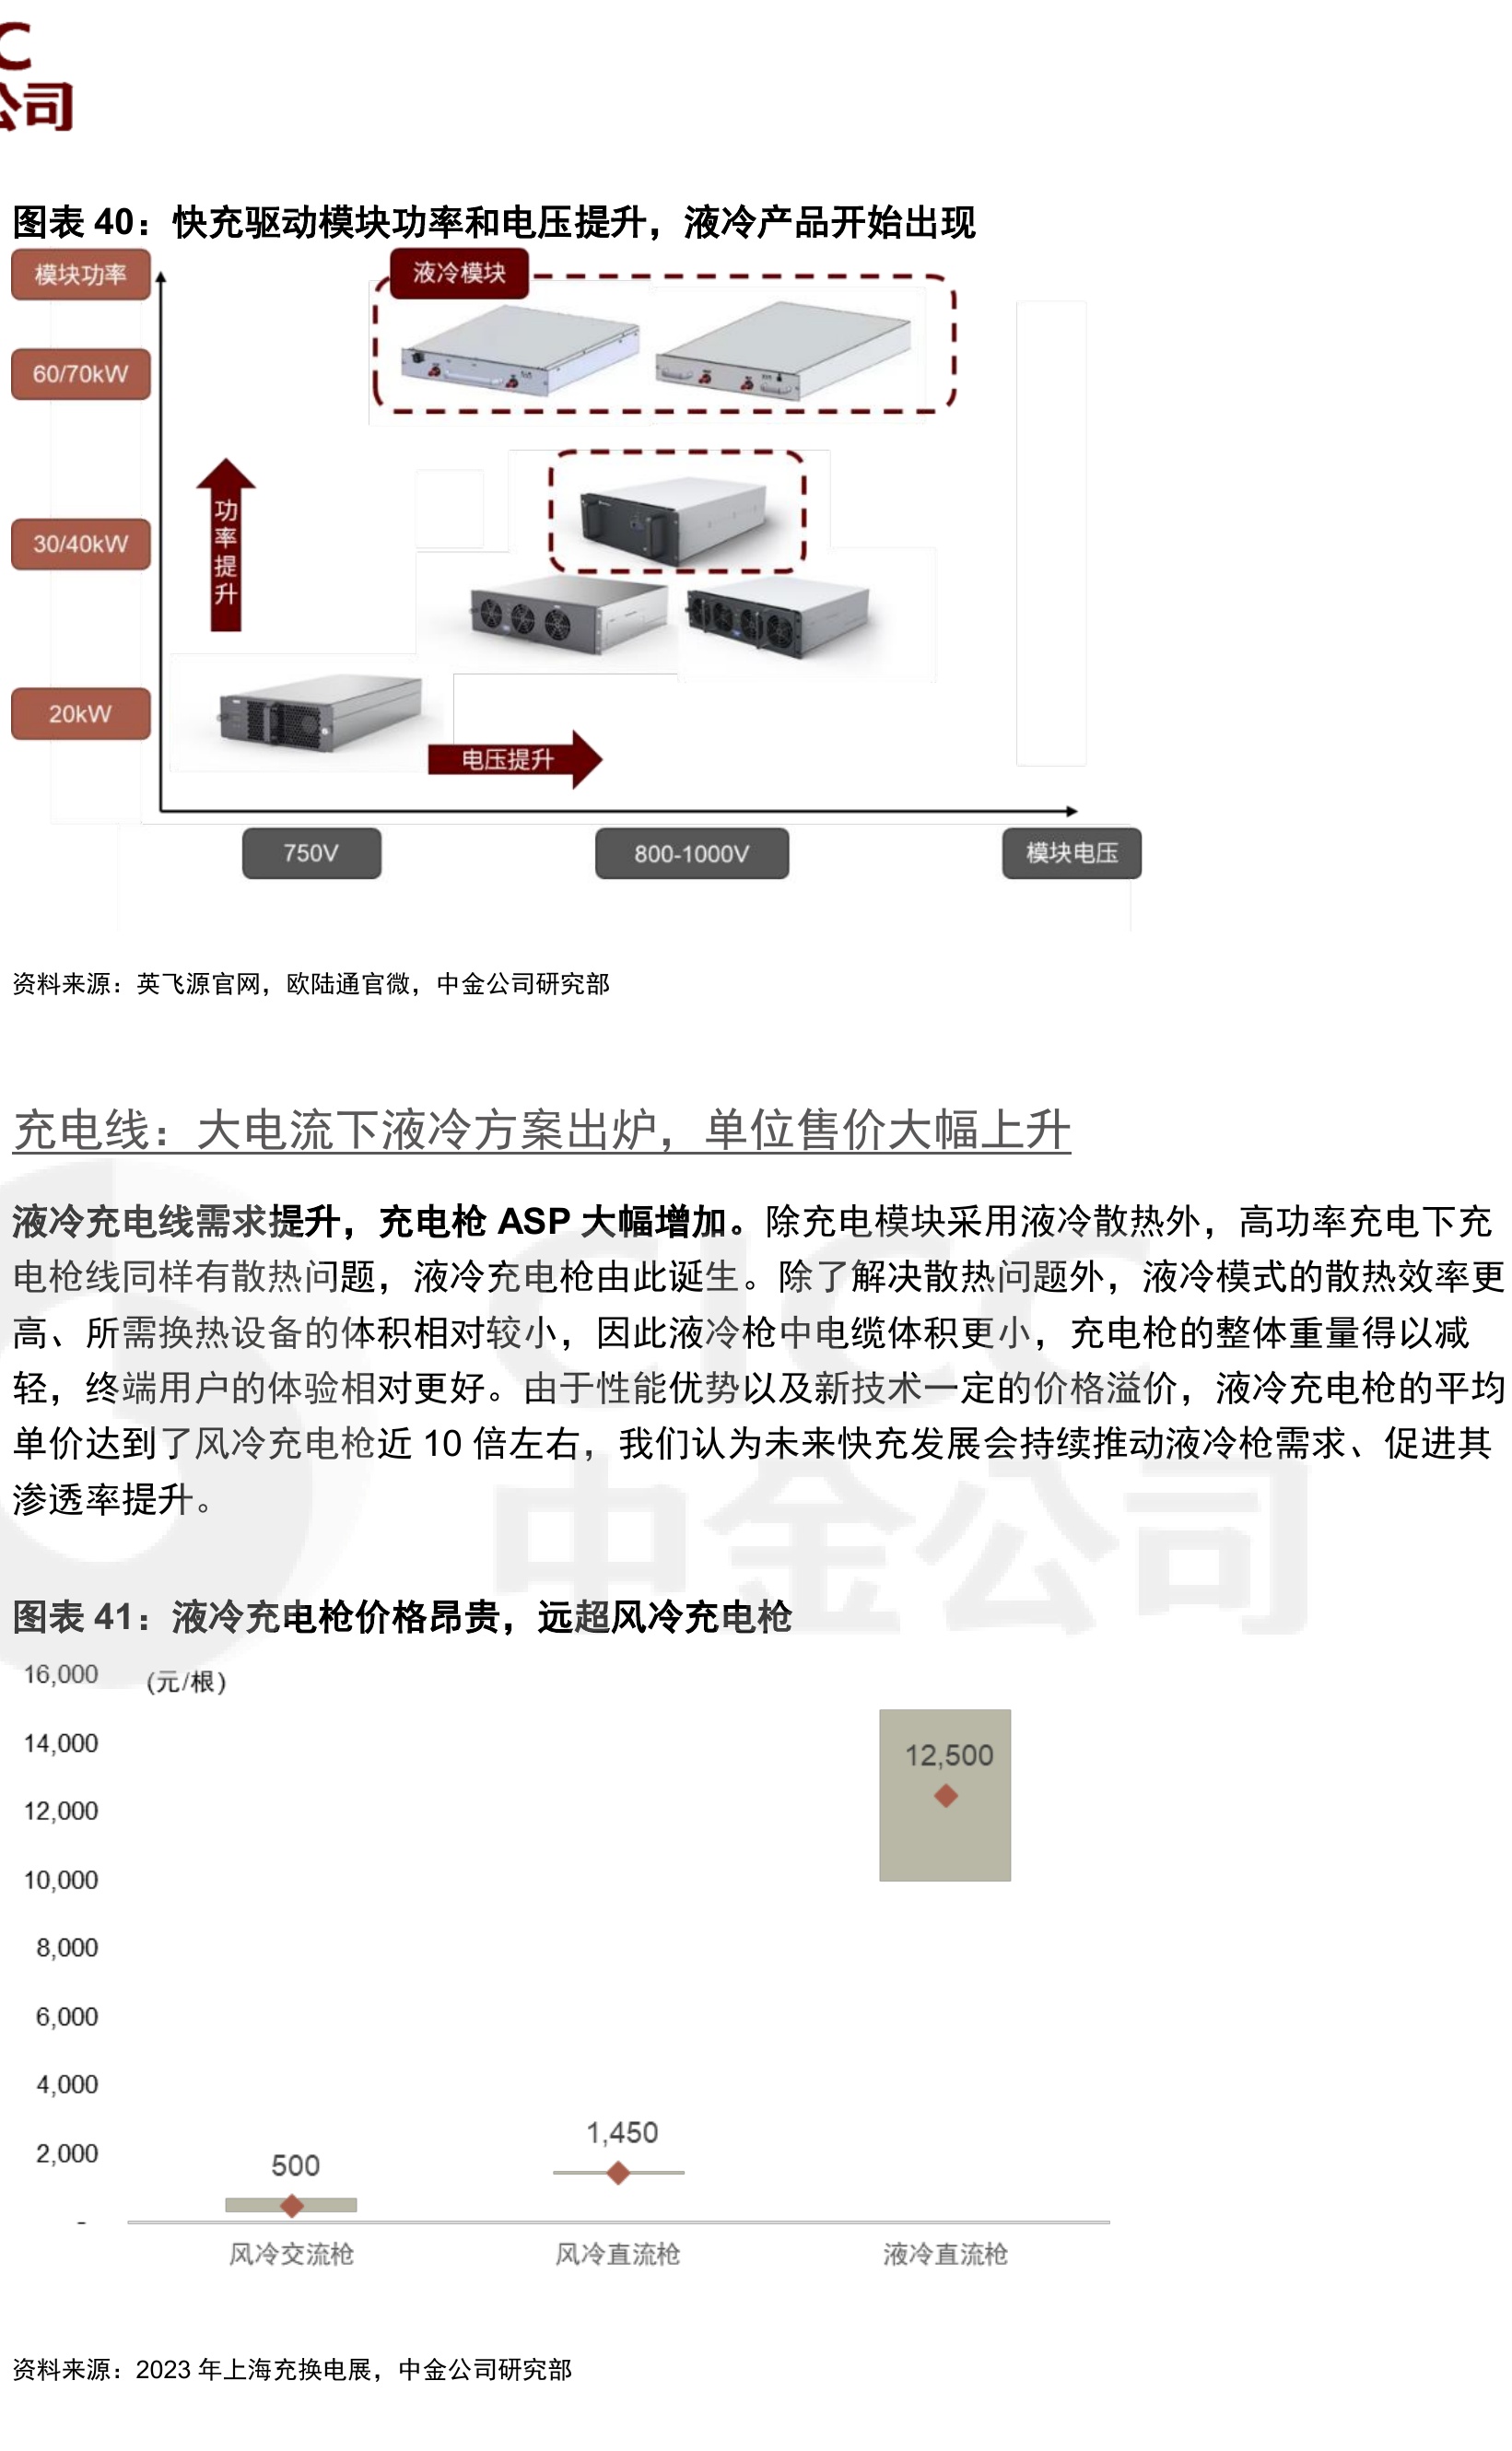 C
公司
图表 40：快充驱动模块功率和电压提升，液冷产品开始出现
模块功率
液冷模块
60/70kW
30/40kW
功率提升
20kW
电压提升
750V
800-1000V
模块电压
资料来源：英飞源官网，欧陆通官微，中金公司研究部
充电线：大电流下液冷方案出炉，单位售价大幅上升
液冷充电线需求提升，充电枪 ASP 大幅增加。除充电模块采用液冷散热外，高功率充电下充
电枪线同样有散热问题，液冷充电枪由此诞生。除了解决散热问题外，液冷模式的散热效率更
高、所需换热设备的体积相对较小，因此液冷枪中电缆体积更小，充电枪的整体重量得以减
轻，终端用户的体验相对更好。由于性能优势以及新技术一定的价格溢价，液冷充电枪的平均
单价达到了风冷充电枪近 10 倍左右，我们认为未来快充发展会持续推动液冷枪需求、促进其
渗透率提升。
CICC
中金公司
图表 41：液冷充电枪价格昂贵，远超风冷充电枪
16,000
(元/根)
14,000
12,500
12,000
10,000
8,000
6,000
4,000
2,000
1,450
500
-
风冷交流枪
风冷直流枪
液冷直流枪
资料来源：2023 年上海充换电展，中金公司研究部